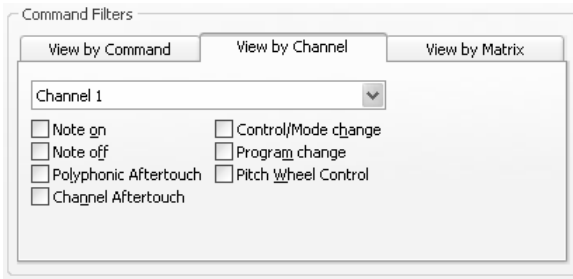 Command Filters
View by Command View by Channel View by Matrix
Channel 1
Note on Control/Mode change
Note off Program change
Polyphonic Aftertouch Pitch Wheel Control
Channel Aftertouch